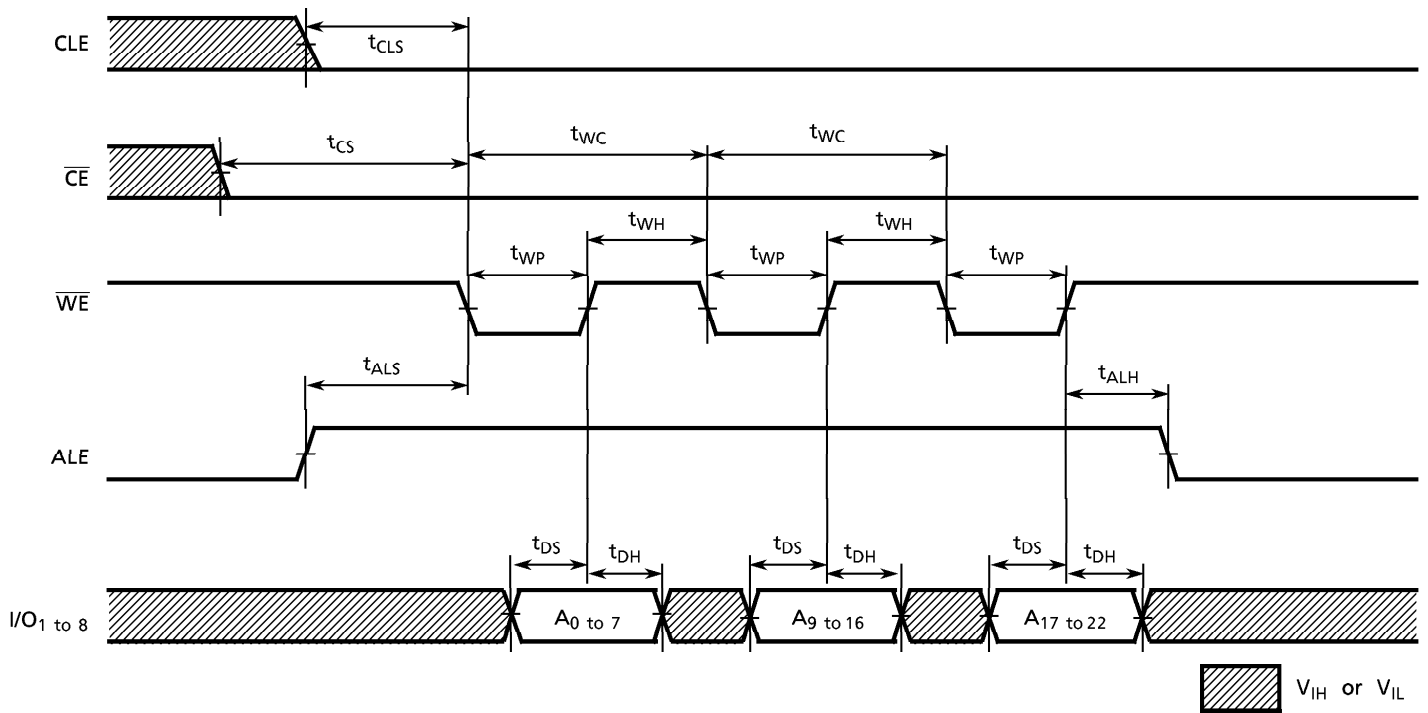 CLE
tCLS
CE
tCS
tWC
tWC
tWH
tWH
tWP
tWP
tWP
WE
tALS
tALH
ALE
tDS
tDH
tDS
tDH
tDS
tDH
I/O1 to 8
A0 to 7
A9 to 16
A17 to 22
VIH or VIL